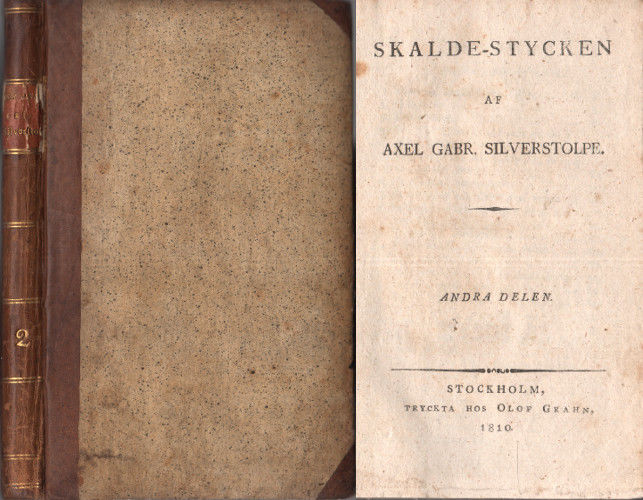 2
SKALDE-STYCKEN
AF
AXEL GABR. SILVERSTOLPE.
ANDRA DELEN.
STOCKHOLM,
TRYCKTA HOS OLOF GRAHN,
1810.